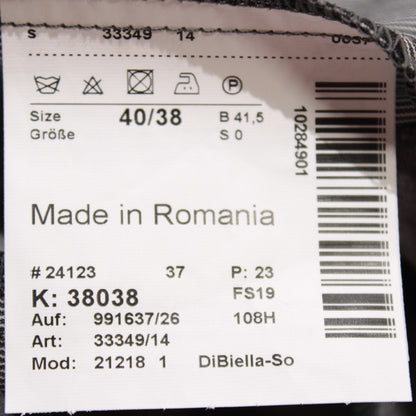 s 33349 14
Size 40/38 B 41,5
Größe S 0
10284901
Made in Romania
# 24123 37 P: 23
K: 38038 FS19
Auf: 991637/26 108H
Art: 33349/14
Mod: 21218 1 DiBiella-So